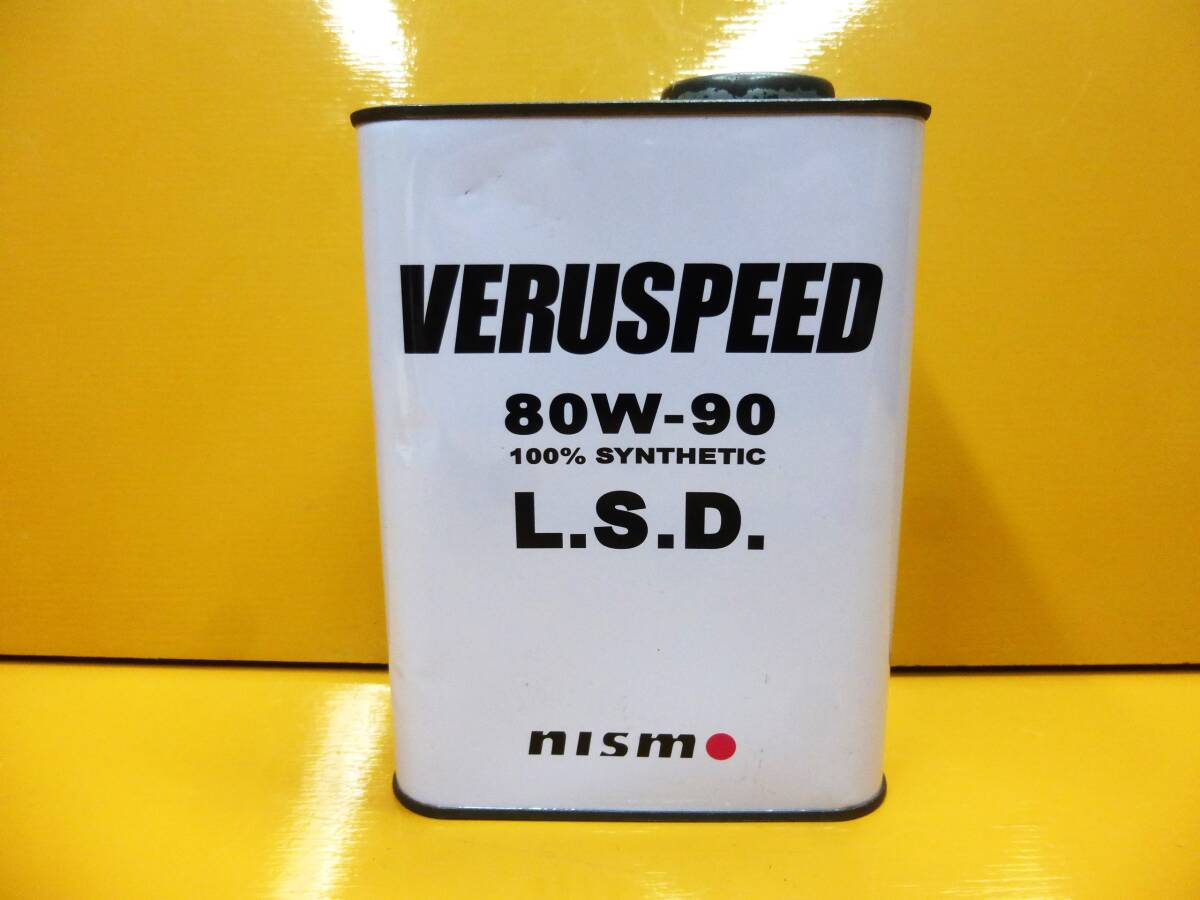 VERUSPEED
80W-90
100% SYNTHETIC
L.S.D.
nismo